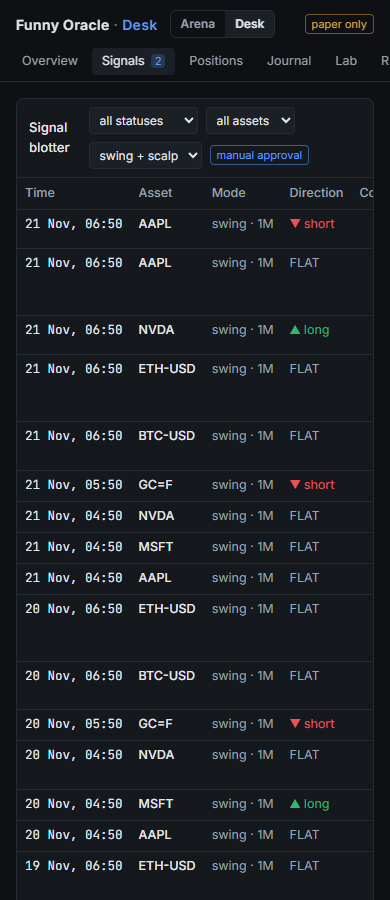 Funny Oracle · Desk Arena Desk paper only
Overview Signals 2 Positions Journal Lab R
Signal blotter
all statuses all assets
swing + scalp manual approval
Time Asset Mode Direction Co
21 Nov, 06:50 AAPL swing · 1M ▼ short
21 Nov, 06:50 AAPL swing · 1M FLAT
21 Nov, 06:50 NVDA swing · 1M ▲ long
21 Nov, 06:50 ETH-USD swing · 1M FLAT
21 Nov, 06:50 BTC-USD swing · 1M FLAT
21 Nov, 05:50 GC=F swing · 1M ▼ short
21 Nov, 04:50 NVDA swing · 1M FLAT
21 Nov, 04:50 MSFT swing · 1M FLAT
21 Nov, 04:50 AAPL swing · 1M FLAT
20 Nov, 06:50 ETH-USD swing · 1M FLAT
20 Nov, 06:50 BTC-USD swing · 1M FLAT
20 Nov, 05:50 GC=F swing · 1M ▼ short
20 Nov, 04:50 NVDA swing · 1M FLAT
20 Nov, 04:50 MSFT swing · 1M ▲ long
20 Nov, 04:50 AAPL swing · 1M FLAT
19 Nov, 06:50 ETH-USD swing · 1M FLAT